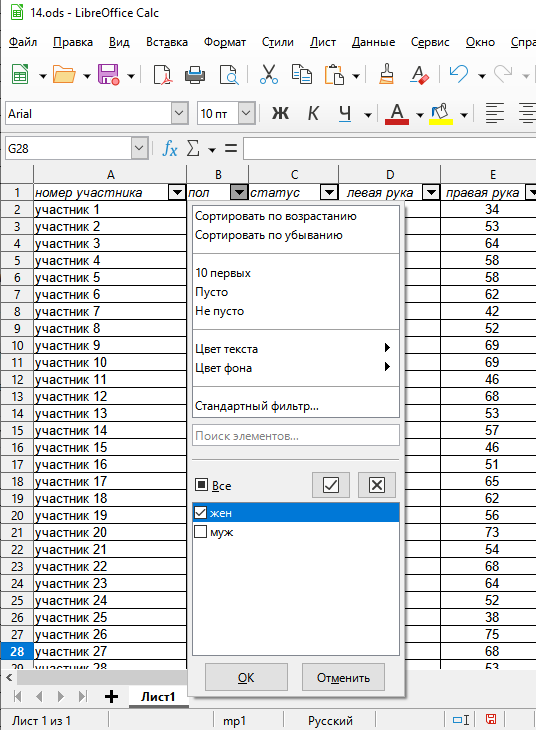 14.ods - LibreOffice Calc
Файл Правка Вид Вставка Формат Стили Лист Данные Сервис Окно Спра
Arial 10 пт Ж К Ч А
G28 fx Σ =
A B C D E
1 номер участника пол статус левая рука правая рука
2 участник 1 34
3 участник 2 53
4 участник 3 64
5 участник 4 58
6 участник 5 58
7 участник 6 62
8 участник 7 42
9 участник 8 52
10 участник 9 69
11 участник 10 69
12 участник 11 46
13 участник 12 68
14 участник 13 53
15 участник 14 57
16 участник 15 46
17 участник 16 51
18 участник 17 65
19 участник 18 62
20 участник 19 56
21 участник 20 73
22 участник 21 54
23 участник 22 68
24 участник 23 64
25 участник 24 52
26 участник 25 38
27 участник 26 75
28 участник 27 68
29 участник 28 53
Сортировать по возрастанию
Сортировать по убыванию
10 первых
Пусто
Не пусто
Цвет текста
Цвет фона
Стандартный фильтр...
Поиск элементов...
Все
жен
муж
ОК Отменить
Лист1
Лист 1 из 1 mp1 Русский